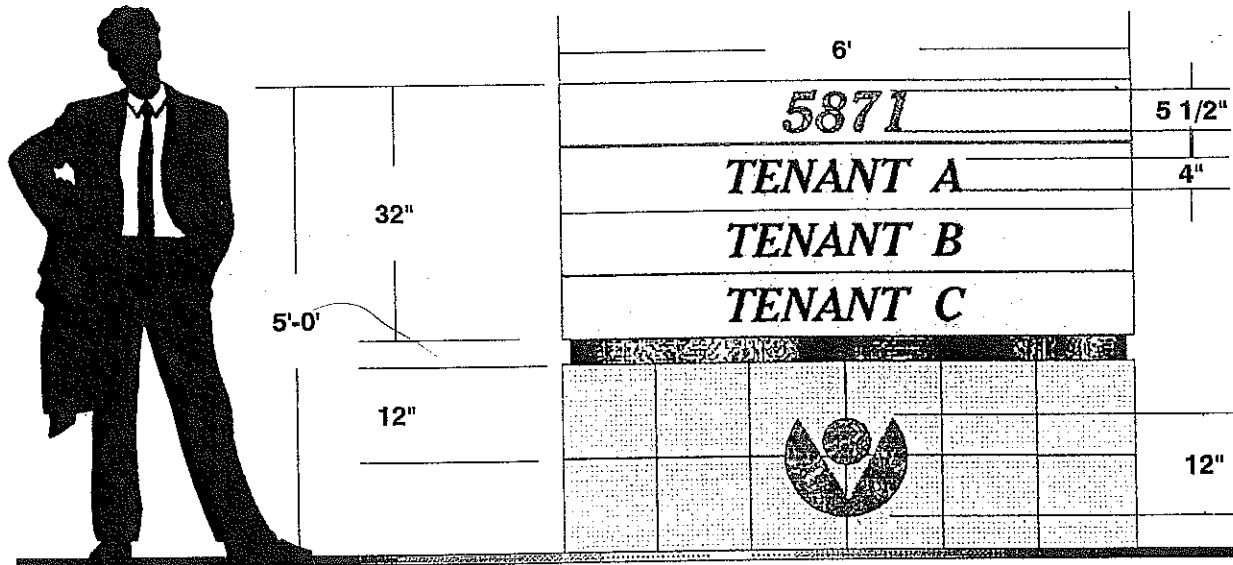 6'
5871
5 1/2"
TENANT A
4"
32"
TENANT B
TENANT C
5'-0'
12"
12"